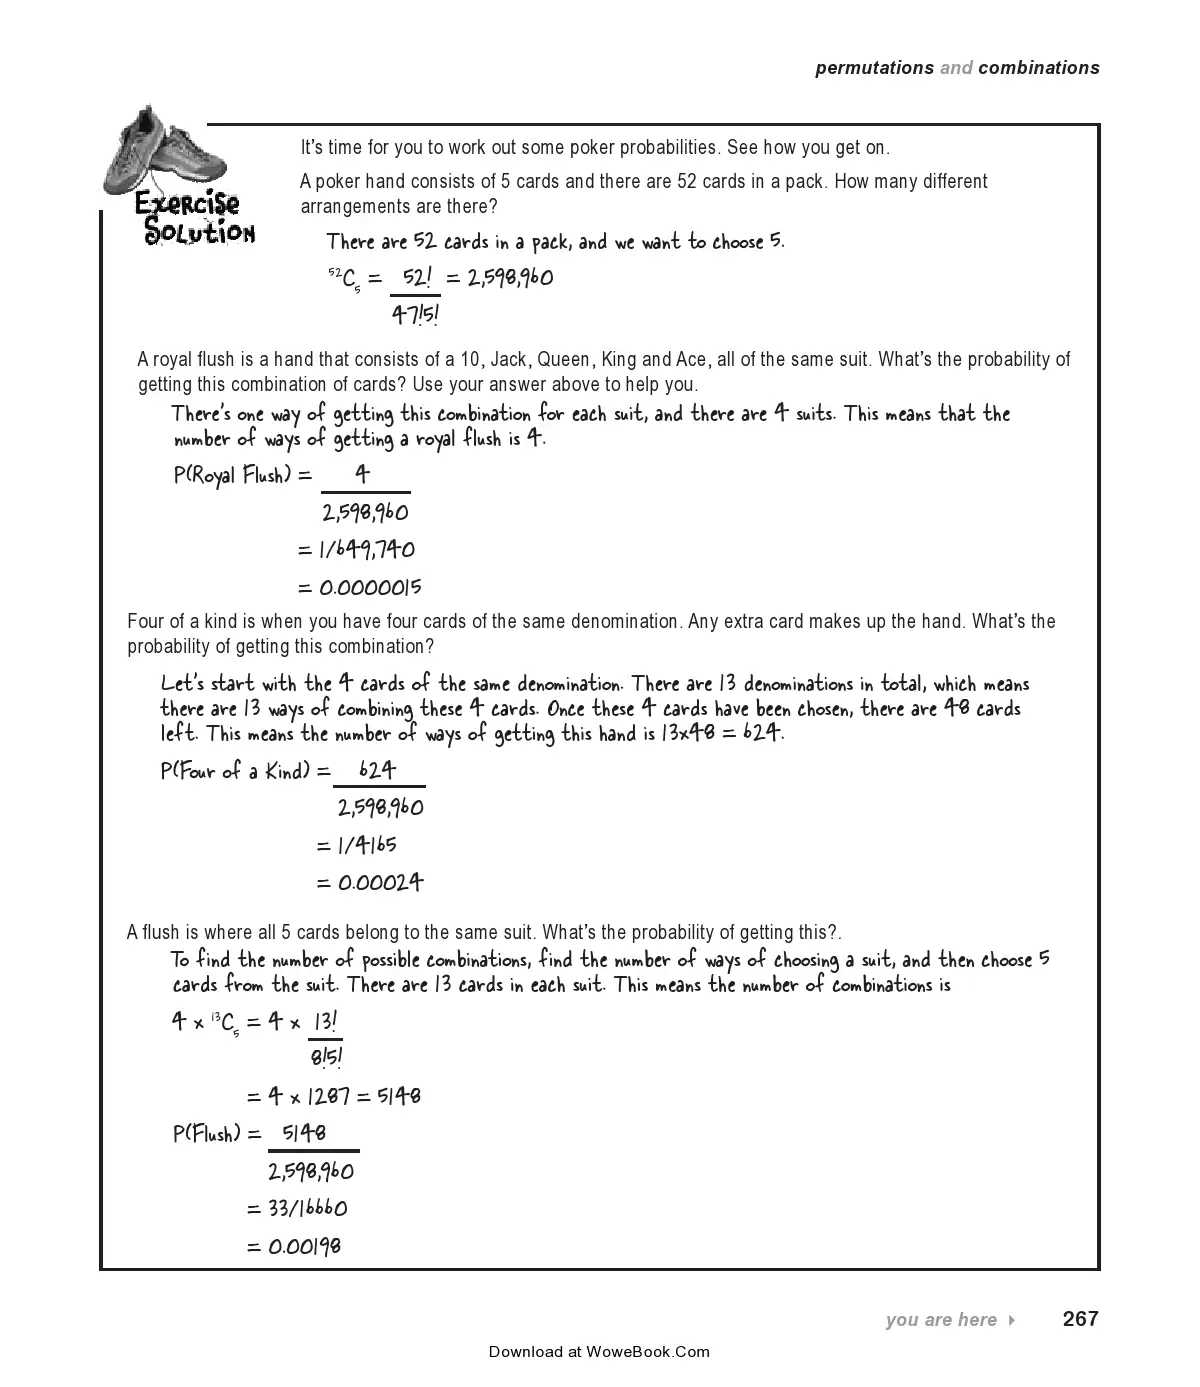 permutations and combinations
Exercise
Solution
It's time for you to work out some poker probabilities. See how you get on.
A poker hand consists of 5 cards and there are 52 cards in a pack. How many different
arrangements are there?
There are 52 cards in a pack, and we want to choose 5.
⁵²C₅ = 52! = 2,598,960
47!5!
A royal flush is a hand that consists of a 10, Jack, Queen, King and Ace, all of the same suit. What's the probability of
getting this combination of cards? Use your answer above to help you.
There's one way of getting this combination for each suit, and there are 4 suits. This means that the
number of ways of getting a royal flush is 4.
P(Royal Flush) = 4
2,598,960
= 1/649,740
= 0.0000015
Four of a kind is when you have four cards of the same denomination. Any extra card makes up the hand. What's the
probability of getting this combination?
Let's start with the 4 cards of the same denomination. There are 13 denominations in total, which means
there are 13 ways of combining these 4 cards. Once these 4 cards have been chosen, there are 48 cards
left. This means the number of ways of getting this hand is 13x48 = 624.
P(Four of a Kind) = 624
2,598,960
= 1/4165
= 0.00024
A flush is where all 5 cards belong to the same suit. What's the probability of getting this?.
To find the number of possible combinations, find the number of ways of choosing a suit, and then choose 5
cards from the suit. There are 13 cards in each suit. This means the number of combinations is
4 x ¹³C₅ = 4 x 13!
8!5!
= 4 x 1287 = 5148
P(Flush) = 5148
2,598,960
= 33/16660
= 0.00198
you are here ▸ 267
Download at WoweBook.Com